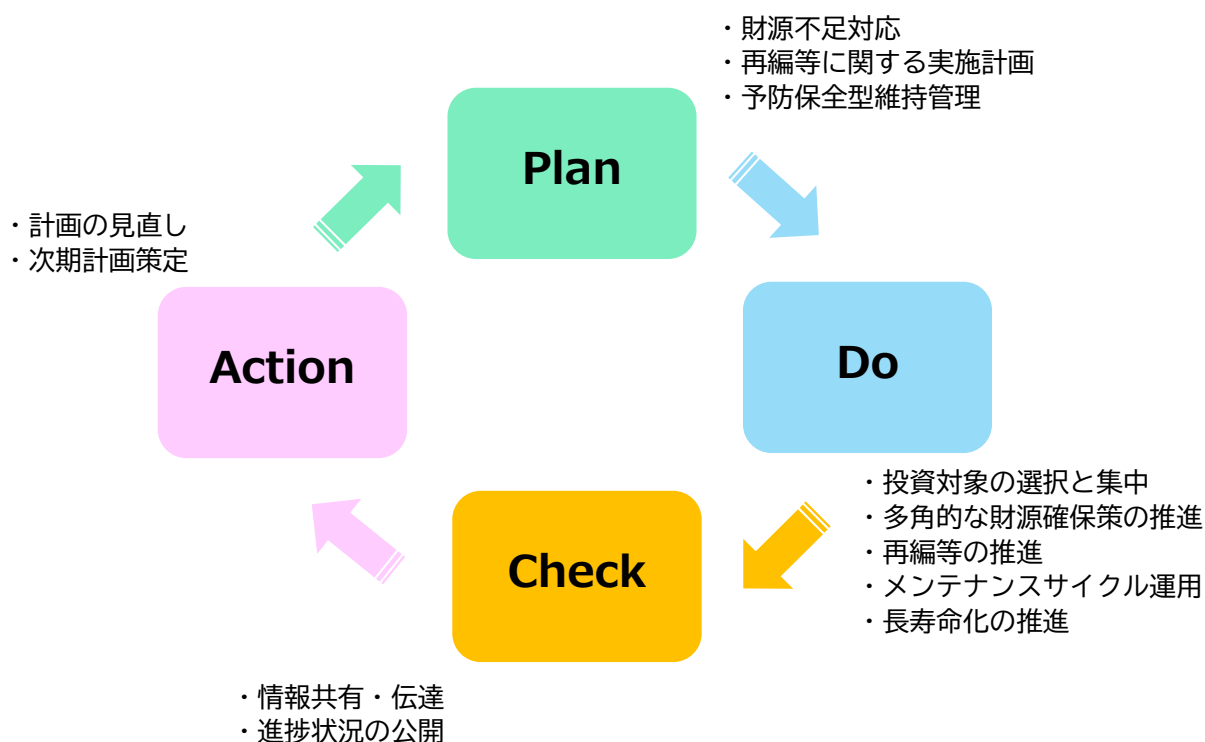 ・財源不足対応
・再編等に関する実施計画
・予防保全型維持管理
Plan
・計画の見直し
・次期計画策定
Action
Do
・投資対象の選択と集中
・多角的な財源確保策の推進
・再編等の推進
・メンテナンスサイクル運用
・長寿命化の推進
Check
・情報共有・伝達
・進捗状況の公開